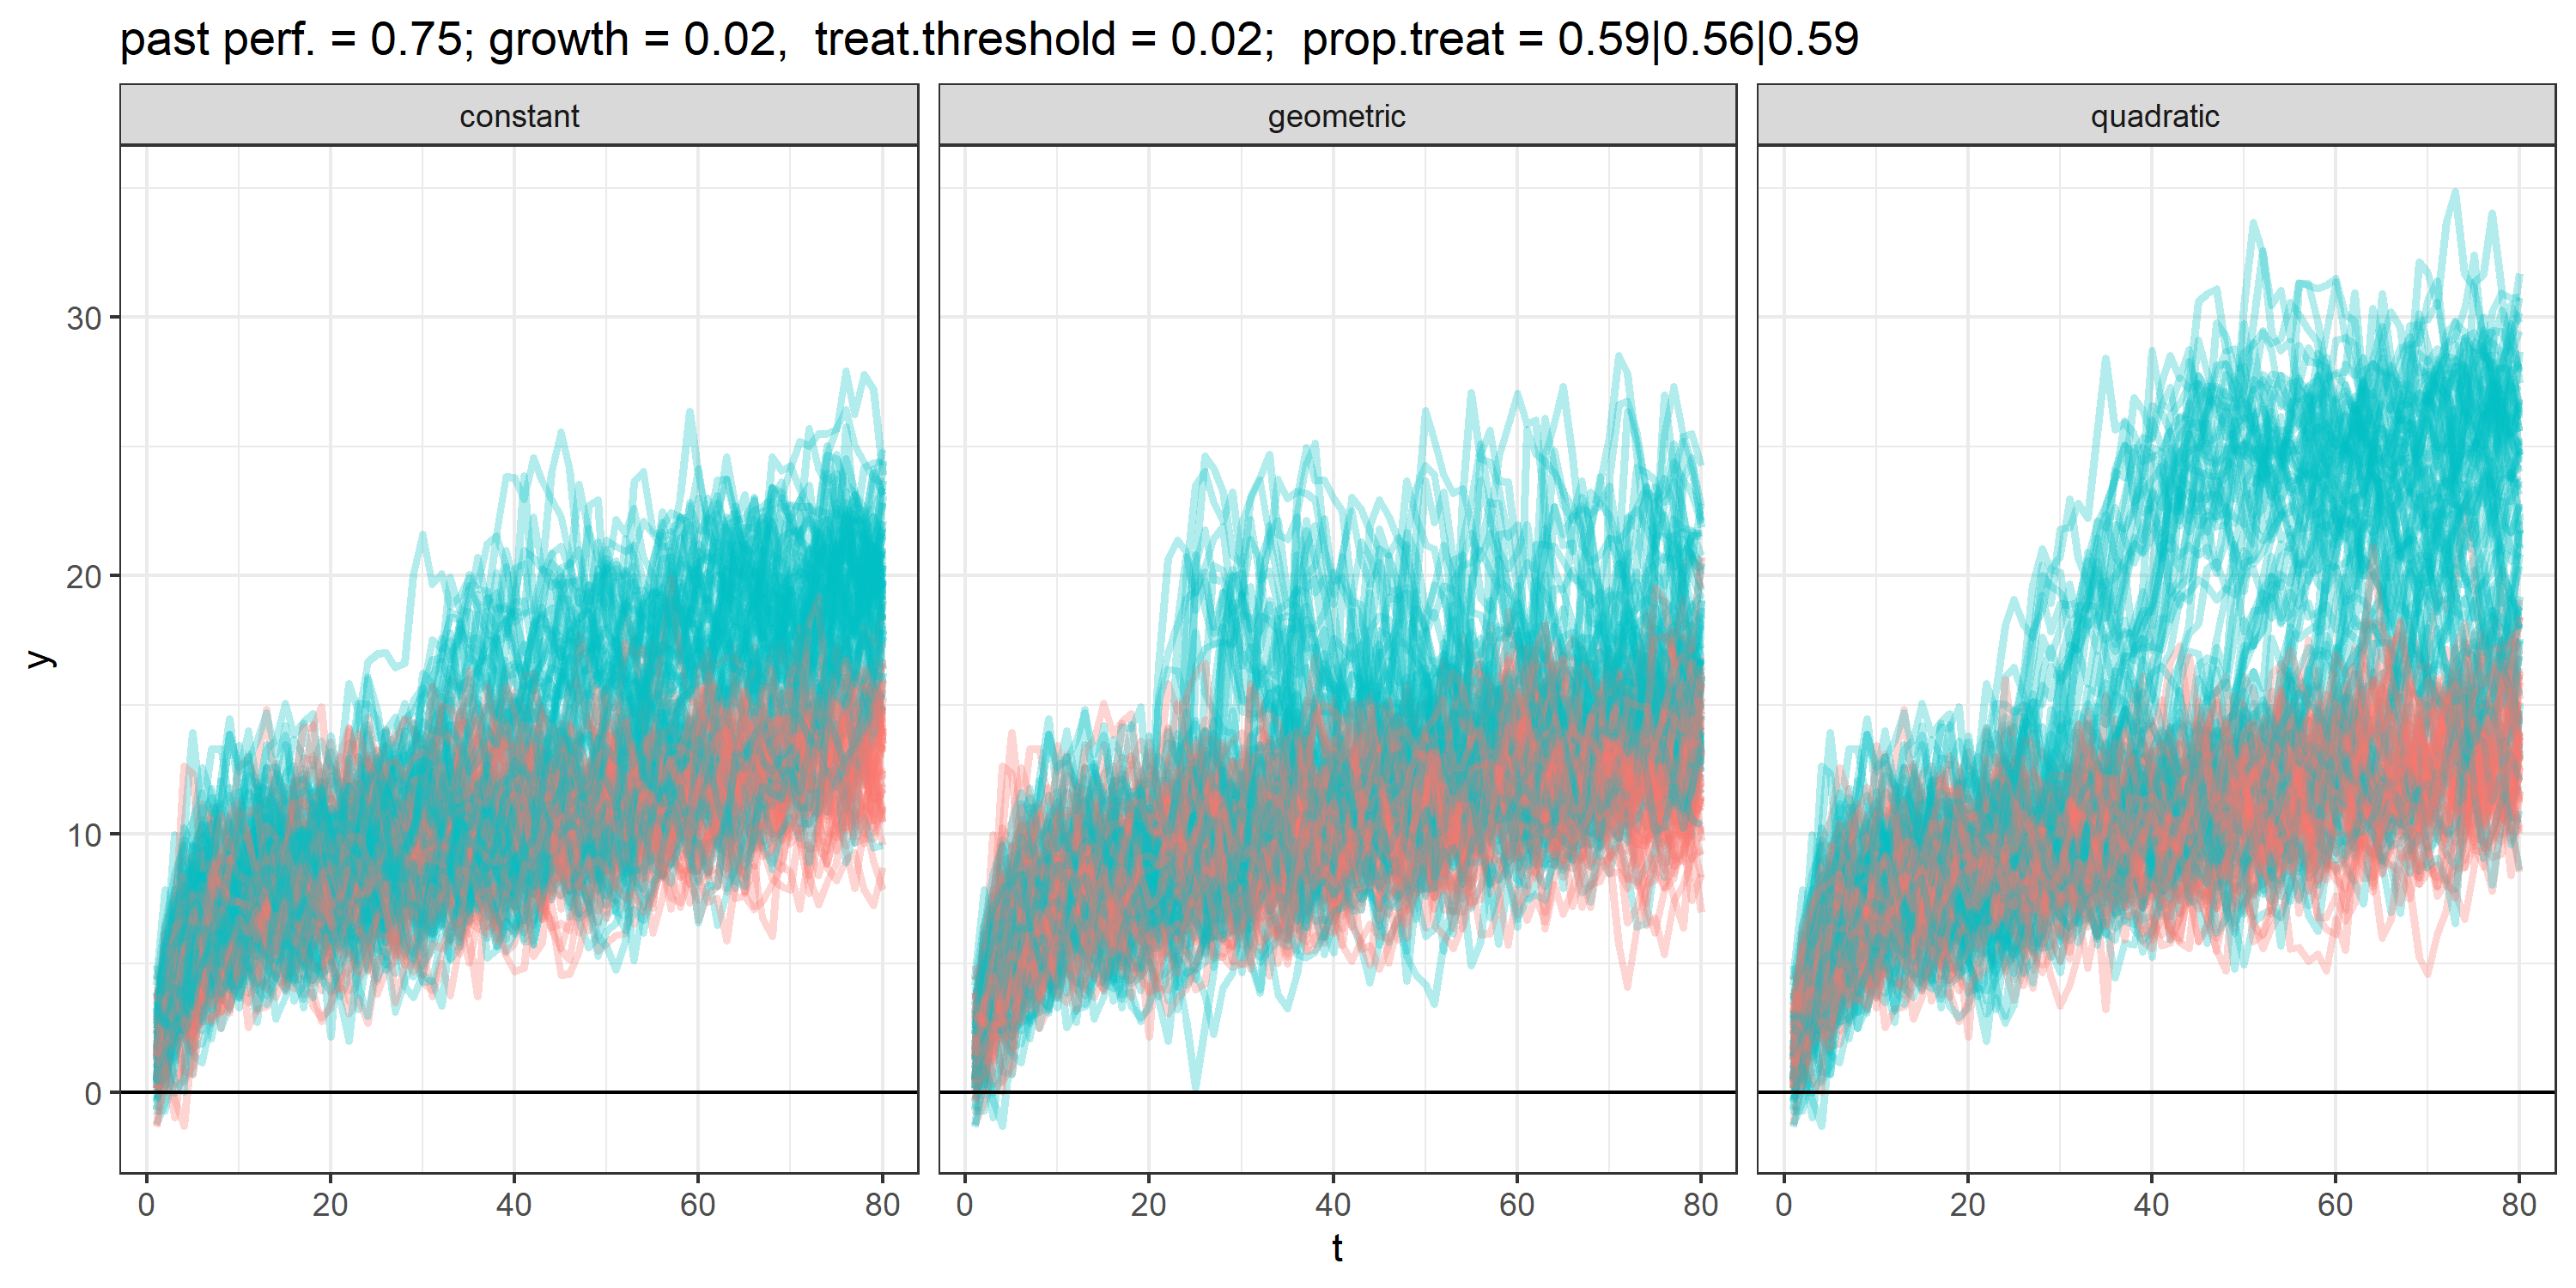 past perf. = 0.75; growth = 0.02,  treat.threshold = 0.02;  prop.treat = 0.59|0.56|0.59
constant geometric quadratic
30
20
10
0
y
0 20 40 60 80 0 20 40 60 80 0 20 40 60 80
t